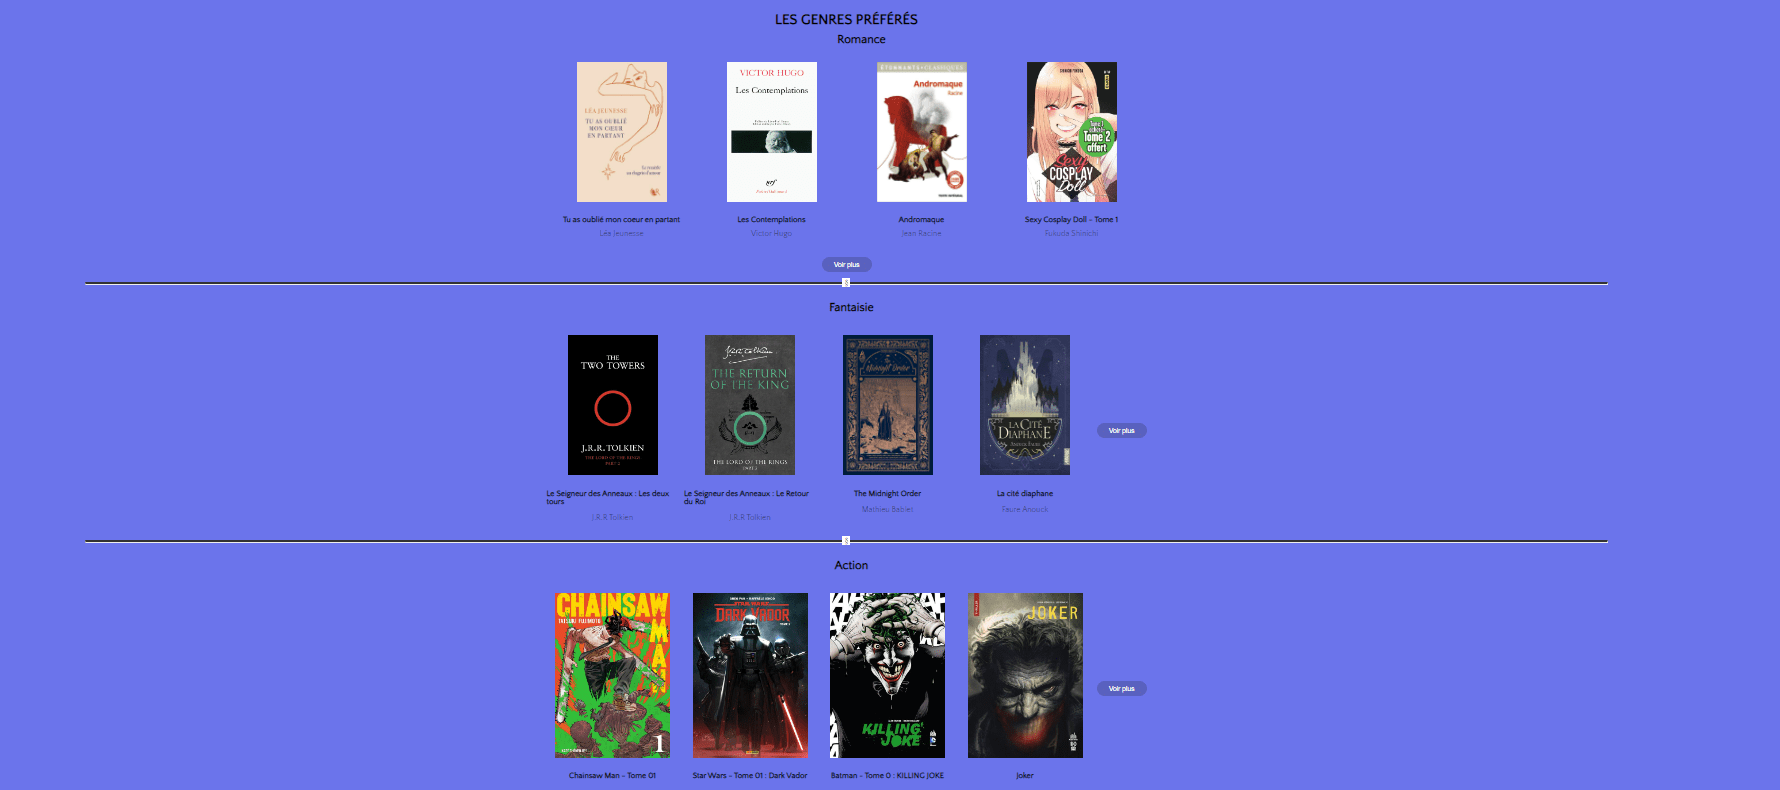 LES GENRES PRÉFÉRÉS
Romance
LÉA JEUNESSE
TU AS OUBLIÉ
MON CŒUR
EN PARTANT
VICTOR HUGO
Les Contemplations
nrf
ÉTONNANTS•CLASSIQUES
Andromaque
Racine
Tome 2
offert
Sexy
COSPLAY
Doll
Tu as oublié mon coeur en partant
Les Contemplations
Andromaque
Sexy Cosplay Doll - Tome 1
Léa Jeunesse
Victor Hugo
Jean Racine
Fukuda Shinichi
Voir plus
§
Fantaisie
THE
TWO TOWERS
J.R.R. TOLKIEN
THE LORD OF THE RINGS
PART 2
THE RETURN
OF THE KING
THE LORD OF THE RINGS
PART 3
Midnight Order
LA CITÉ
DIAPHANE
Voir plus
Le Seigneur des Anneaux : Les deux
tours
Le Seigneur des Anneaux : Le Retour
du Roi
The Midnight Order
La cité diaphane
J.R.R Tolkien
J.R.R Tolkien
Mathieu Bablet
Faure Anouck
§
Action
CHAINSAW
MAN
TATSUKI FUJIMOTO
1
DARK VADOR
KILLING
JOKE
JOKER
Voir plus
Chainsaw Man - Tome 01
Star Wars - Tome 01 : Dark Vador
Batman - Tome 0 : KILLING JOKE
Joker